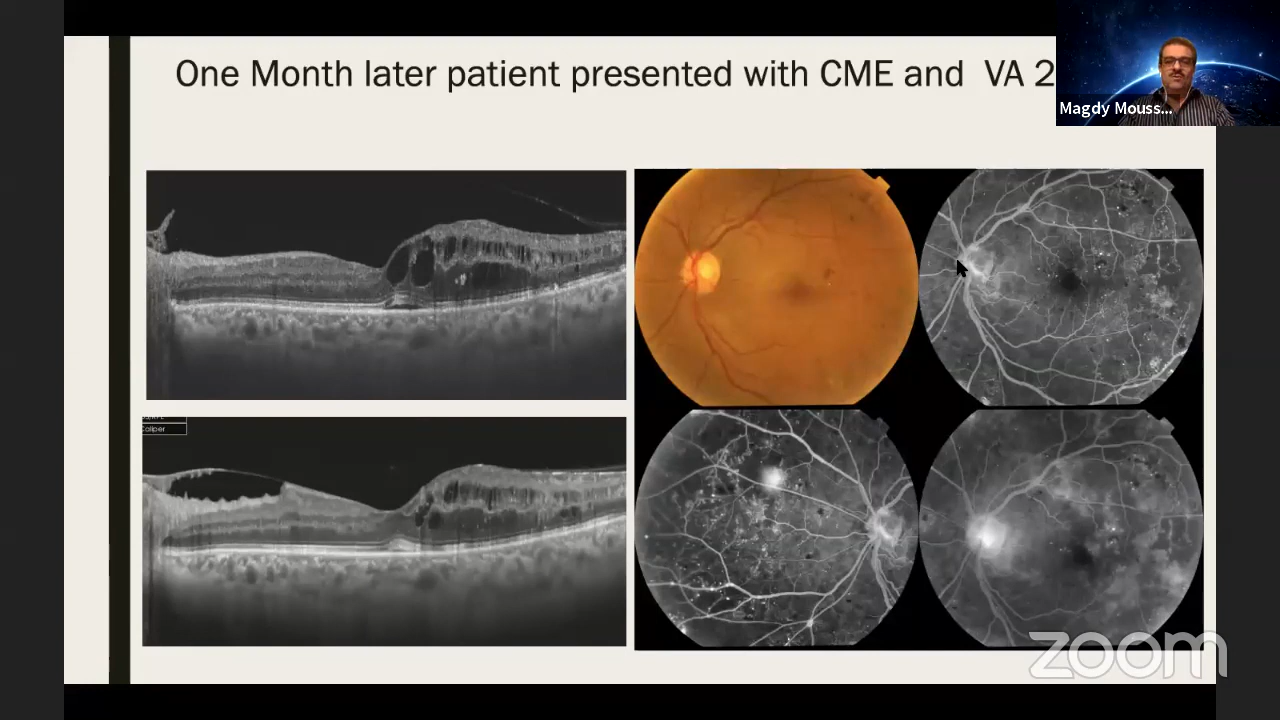 One Month later patient presented with CME and VA 2
Magdy Mouss...
Caliper
zoom